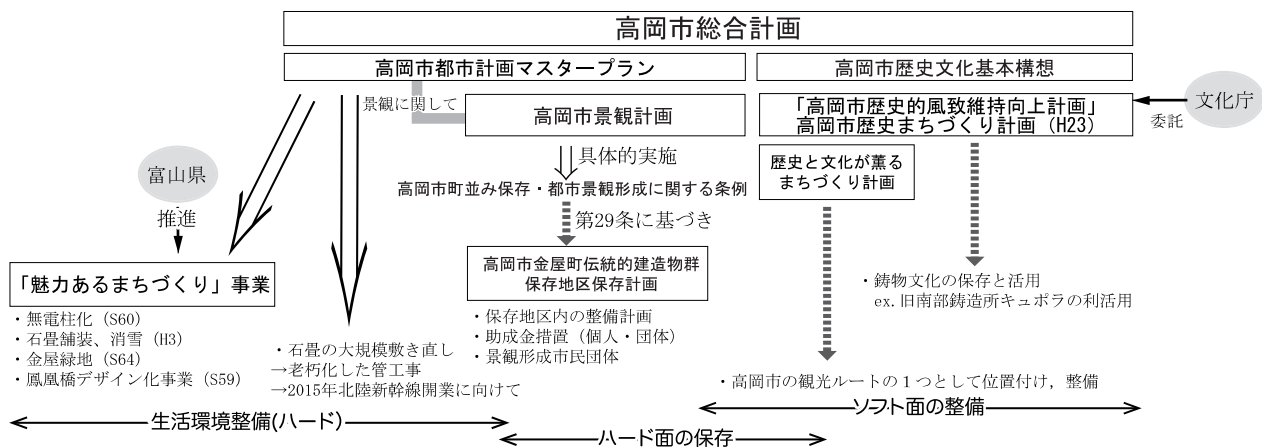 高岡市総合計画
高岡市都市計画マスタープラン
高岡市歴史文化基本構想
景観に関して
高岡市景観計画
「高岡市歴史的風致維持向上計画」
高岡市歴史まちづくり計画（H23）
文化庁
委託
富山県
推進
具体的実施
高岡市町並み保存・都市景観形成に関する条例
第29条に基づき
歴史と文化が薫る
まちづくり計画
「魅力あるまちづくり」事業
・無電柱化（S60）
・石畳舗装、消雪（H3）
・金屋緑地（S64）
・鳳凰橋デザイン化事業（S59）
・石畳の大規模敷き直し
→老朽化した管工事
→2015年北陸新幹線開業に向けて
高岡市金屋町伝統的建造物群
保存地区保存計画
・保存地区内の整備計画
・助成金措置（個人・団体）
・景観形成市民団体
・鋳物文化の保存と活用
ex.旧南部鋳造所キュポラの利活用
・高岡市の観光ルートの１つとして位置付け，整備
生活環境整備(ハード)
ハード面の保存
ソフト面の整備